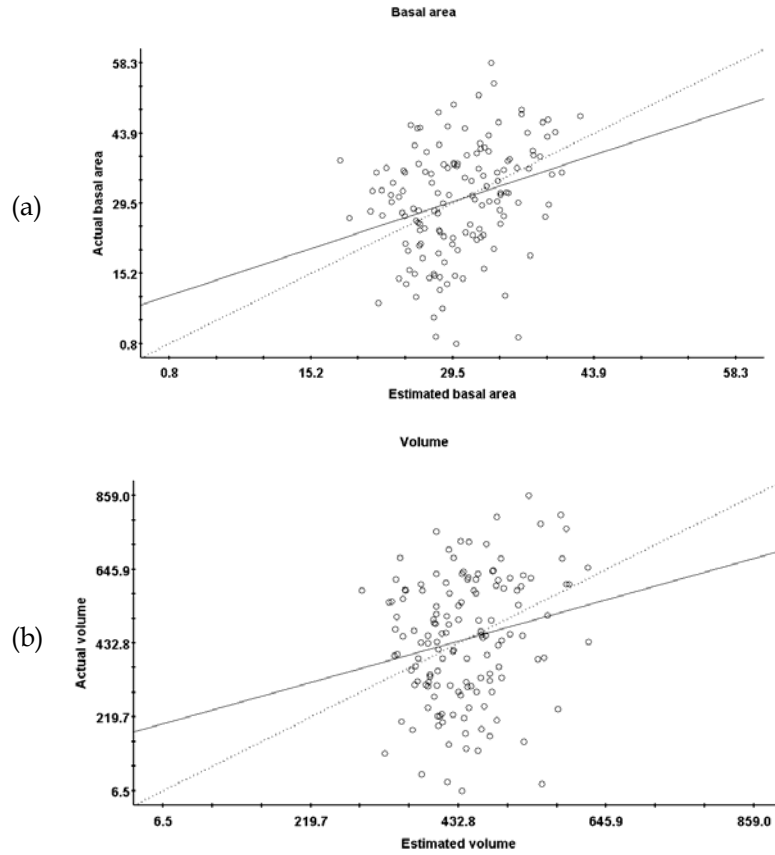 Basal area
(a)
Actual basal area
58.3
43.9
29.5
15.2
0.8
0.8 15.2 29.5 43.9 58.3
Estimated basal area
Volume
(b)
Actual volume
859.0
645.9
432.8
219.7
6.5
6.5 219.7 432.8 645.9 859.0
Estimated volume